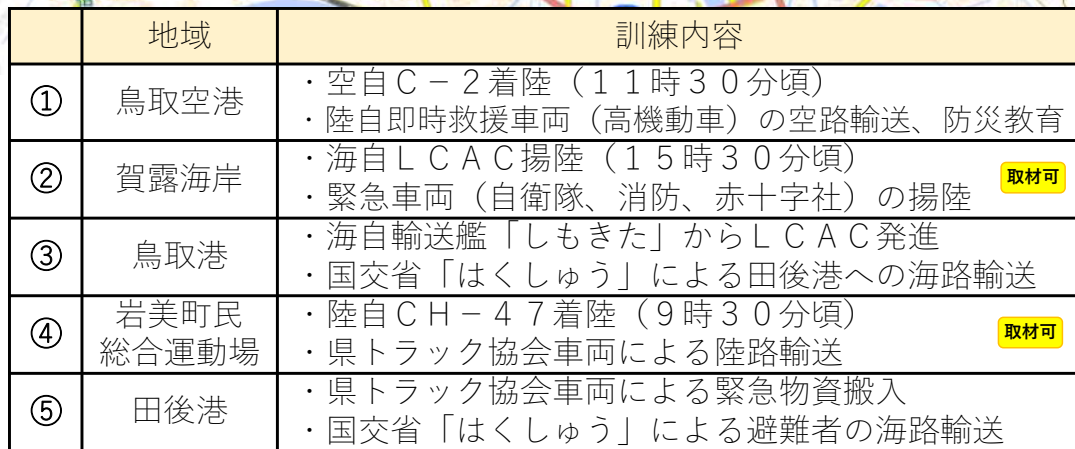 地域 訓練内容
① 鳥取空港 ・空自Ｃ－２着陸（１１時３０分頃）
・陸自即時救援車両（高機動車）の空路輸送、防災教育
② 賀露海岸 ・海自ＬＣＡＣ揚陸（１５時３０分頃）
・緊急車両（自衛隊、消防、赤十字社）の揚陸 取材可
③ 鳥取港 ・海自輸送艦「しもきた」からＬＣＡＣ発進
・国交省「はくしゅう」による田後港への海路輸送
④ 岩美町民 ・陸自ＣＨ－４７着陸（９時３０分頃）
総合運動場 ・県トラック協会車両による陸路輸送 取材可
⑤ 田後港 ・県トラック協会車両による緊急物資搬入
・国交省「はくしゅう」による避難者の海路輸送